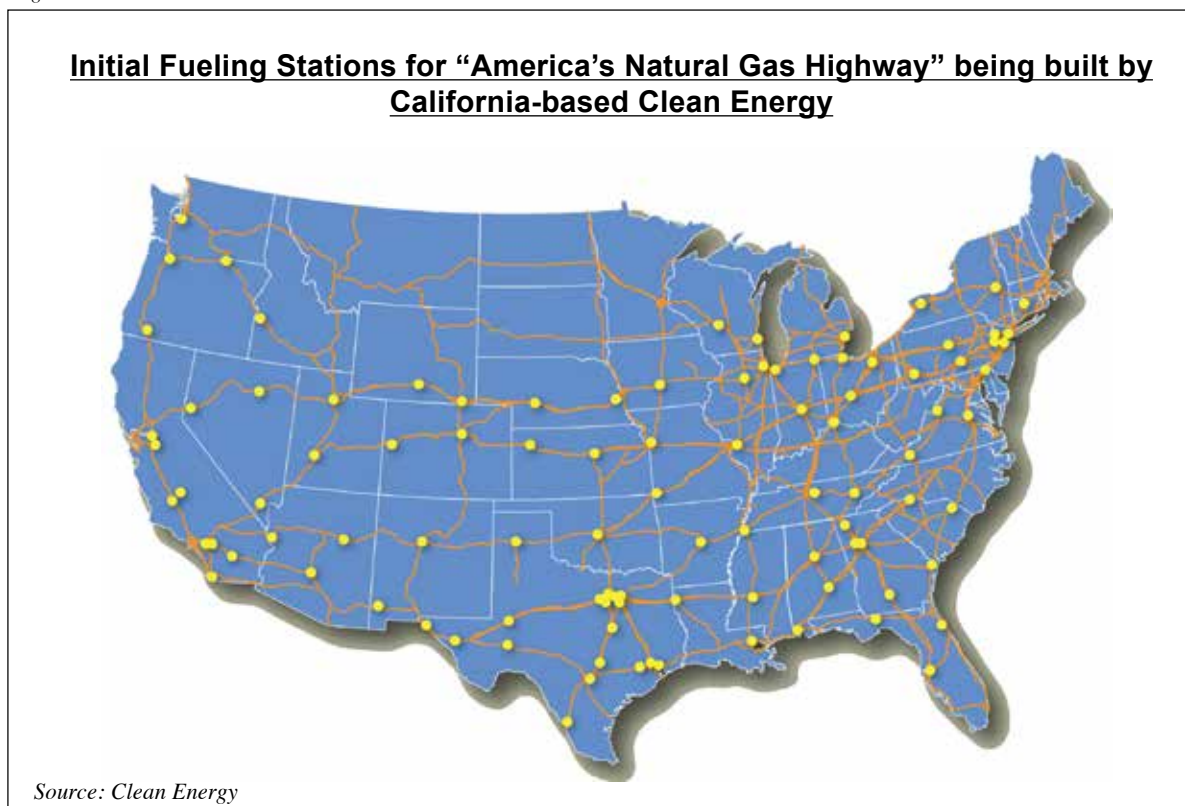 Initial Fueling Stations for “America’s Natural Gas Highway” being built by
California-based Clean Energy
Source: Clean Energy